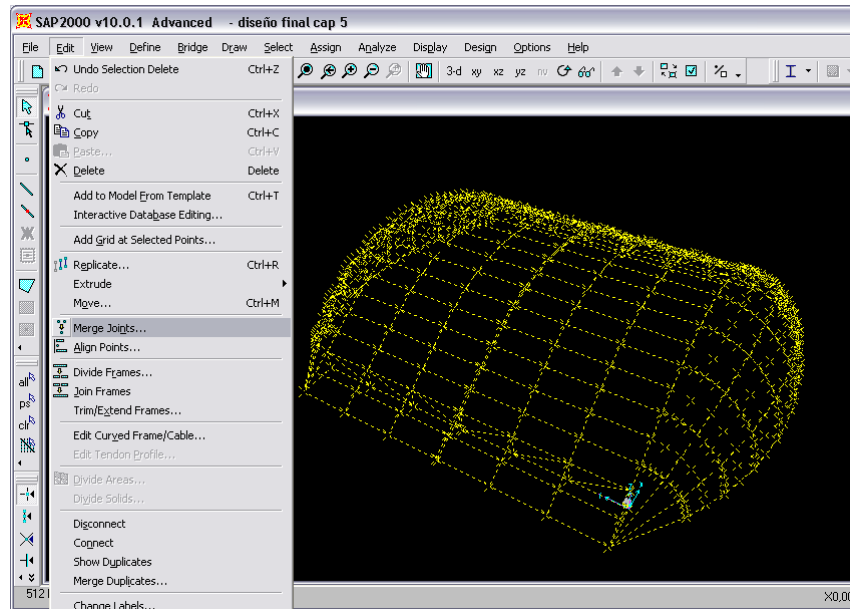 SAP2000 v10.0.1 Advanced - diseño final cap 5
File Edit View Define Bridge Draw Select Assign Analyze Display Design Options Help
3-d xy xz yz nv
Undo Selection Delete Ctrl+Z
Redo
Cut Ctrl+X
Copy Ctrl+C
Paste... Ctrl+V
Delete Delete
Add to Model From Template Ctrl+T
Interactive Database Editing...
Add Grid at Selected Points...
Replicate... Ctrl+R
Extrude
Move... Ctrl+M
Merge Joints...
Align Points...
Divide Frames...
Join Frames
Trim/Extend Frames...
Edit Curved Frame/Cable...
Edit Tendon Profile...
Divide Areas...
Divide Solids...
Disconnect
Connect
Show Duplicates
Merge Duplicates...
Change Labels...
all
ps
clr
512
X0,00